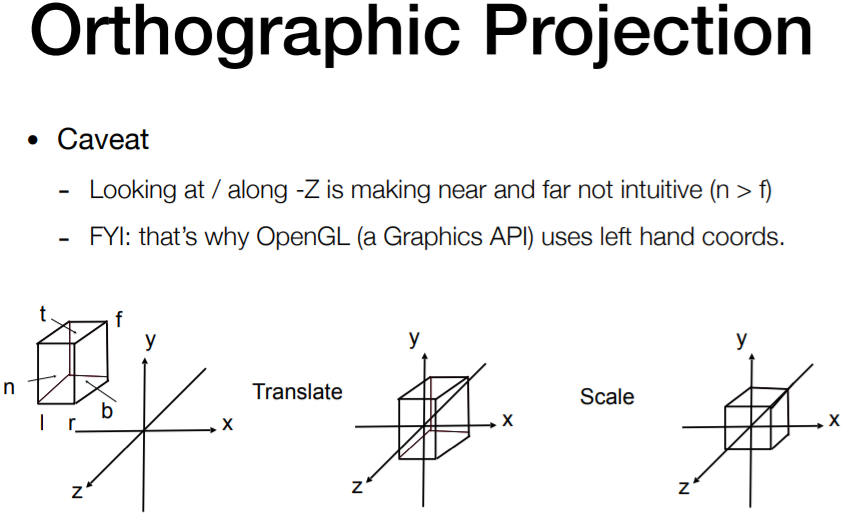 Orthographic Projection
• Caveat
- Looking at / along -Z is making near and far not intuitive (n > f)
- FYI: that's why OpenGL (a Graphics API) uses left hand coords.
t
f
y
n
l
r
b
x
z
Translate
y
x
z
Scale
y
x
z